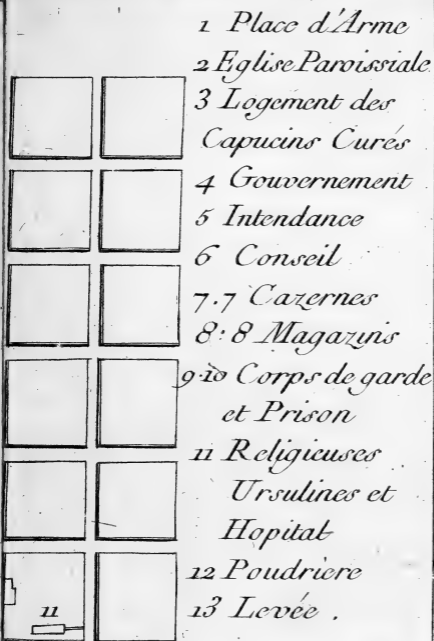 1 Place d'Arme
2 Eglise Paroissiale
3 Logement des
Capucins Curés
4 Gouvernement
5 Intendance
6 Conseil
7.7 Cazernes
8.8 Magazins
9.10 Corps de garde
et Prison
11 Religieuses
Ursulines et
Hopital
12 Poudriere
13 Levée .
11